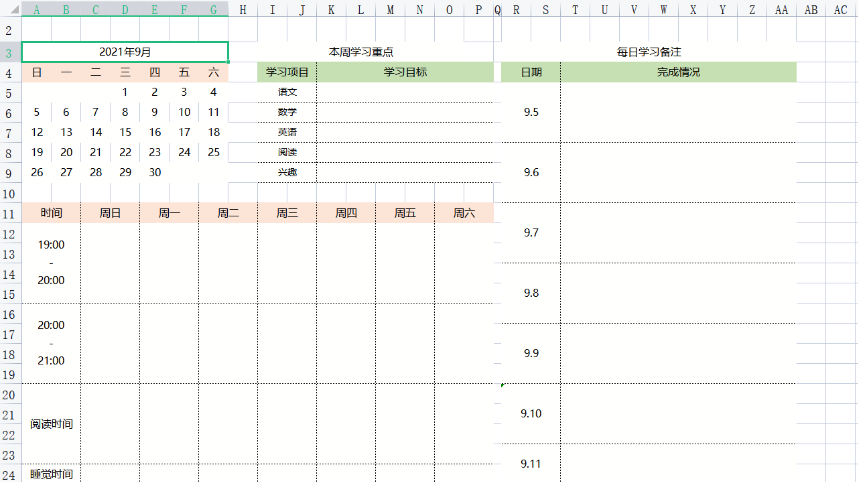 A B C D E F G H I J K L M N O P Q R S T U V W X Y Z AA AB AC
2
3 2021年9月 本周学习重点 每日学习备注
4 日 一 二 三 四 五 六 学习项目 学习目标 日期 完成情况
5 1 2 3 4 语文
6 5 6 7 8 9 10 11 数学 9.5
7 12 13 14 15 16 17 18 英语
8 19 20 21 22 23 24 25 阅读
9 26 27 28 29 30 兴趣 9.6
10
11 时间 周日 周一 周二 周三 周四 周五 周六
12 19:00 9.7
13 -
14 20:00
15 9.8
16 20:00
17 -
18 21:00 9.9
19
20
21 阅读时间 9.10
22
23 9.11
24 睡觉时间